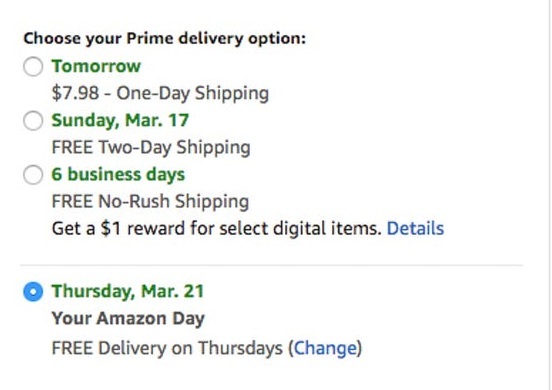 Choose your Prime delivery option:
Tomorrow
$7.98 - One-Day Shipping
Sunday, Mar. 17
FREE Two-Day Shipping
6 business days
FREE No-Rush Shipping
Get a $1 reward for select digital items. Details
Thursday, Mar. 21
Your Amazon Day
FREE Delivery on Thursdays (Change)